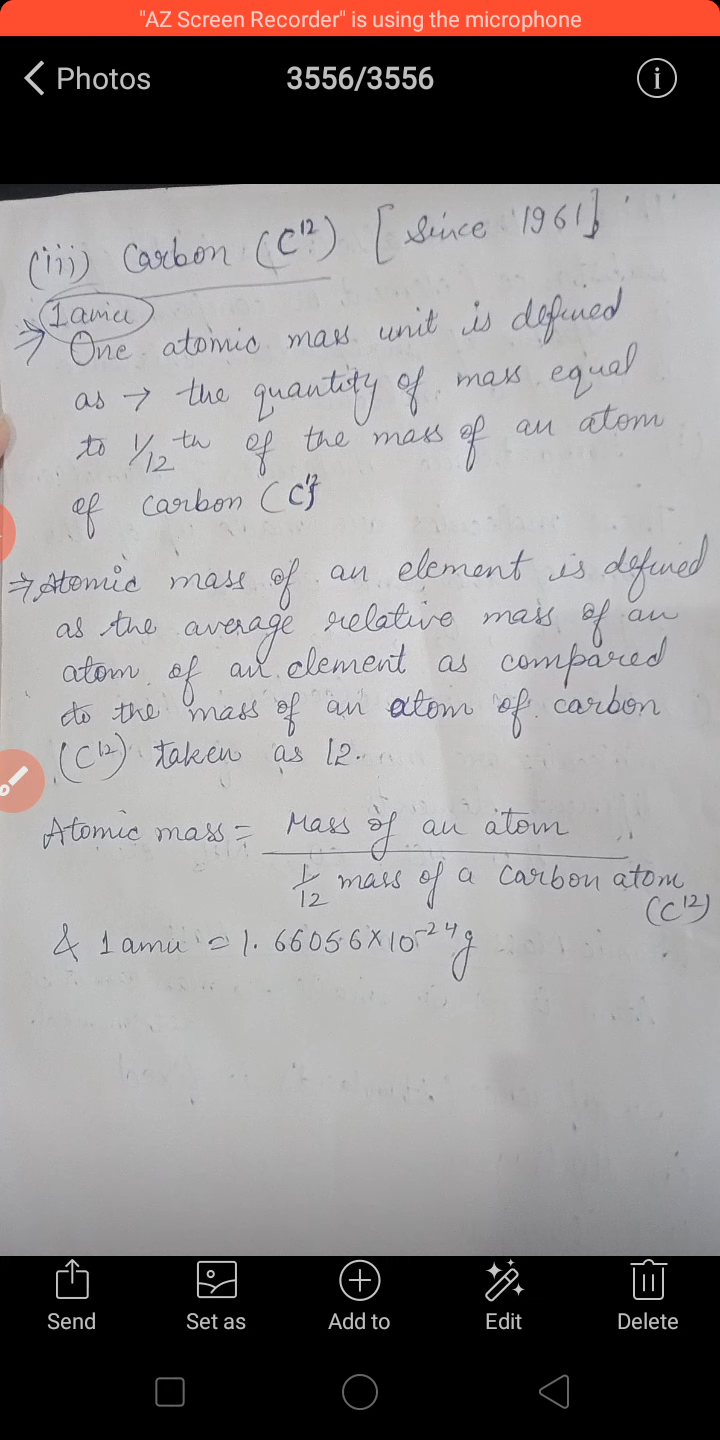 "AZ Screen Recorder" is using the microphone
Photos
3556/3556
(iii) Carbon (C¹²) [Since 1961]
1 amu
⇒ One atomic mass unit is defined
as → the quantity of mass equal
to 1/12 th of the mass of an atom
of carbon (C¹²)
⇒ Atomic mass of an element is defined
as the average relative mass of an
atom of an element as compared
to the mass of an atom of carbon
(C¹²) taken as 12.
Atomic mass = Mass of an atom
1/12 mass of a carbon atom
(C¹²)
& 1 amu = 1.66056×10⁻²⁴g
Send
Set as
Add to
Edit
Delete